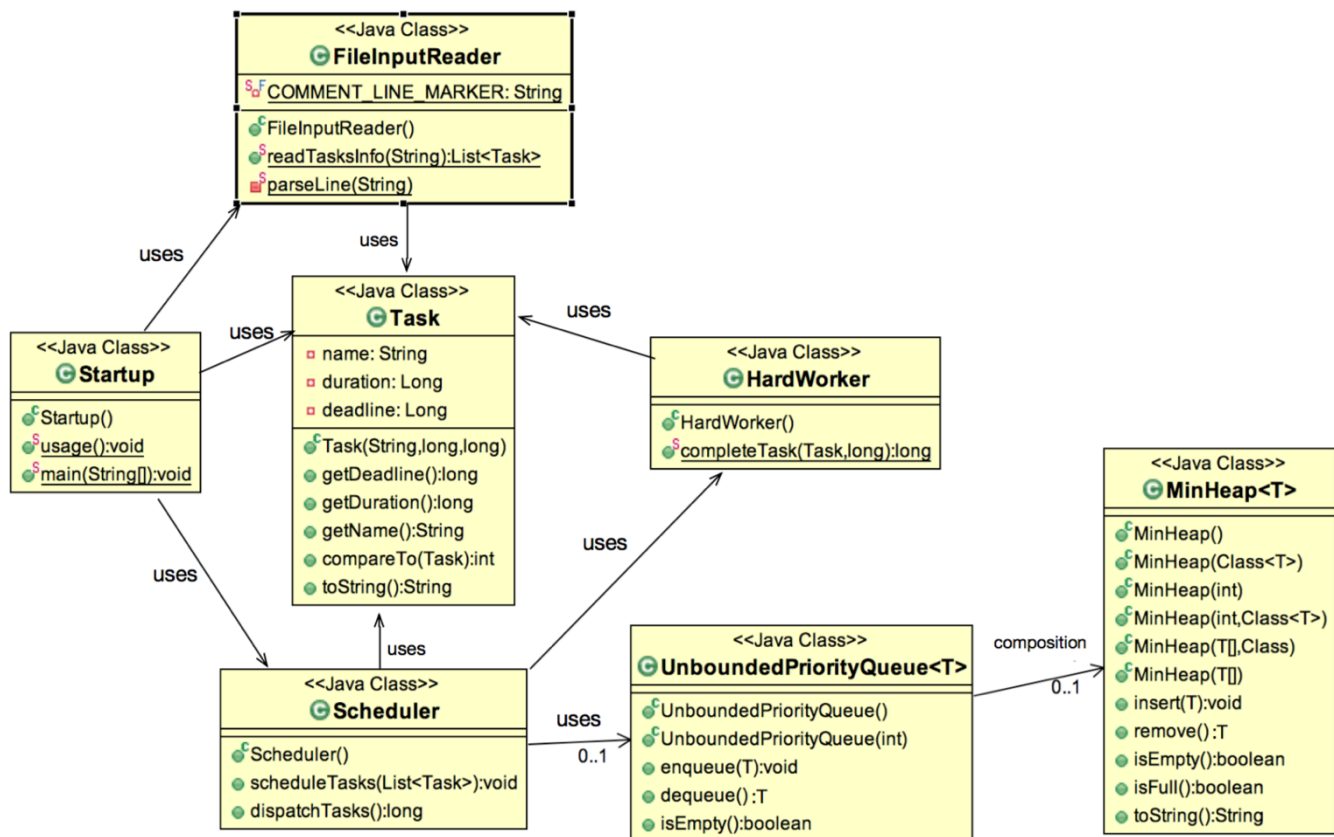 <<Java Class>>
FileInputReader
COMMENT_LINE_MARKER: String
FileInputReader()
readTasksInfo(String):List<Task>
parseLine(String)
uses
uses
<<Java Class>>
Task
name: String
duration: Long
deadline: Long
Task(String,long,long)
getDeadline():long
getDuration():long
getName():String
compareTo(Task):int
toString():String
uses
uses
<<Java Class>>
Startup
Startup()
usage():void
main(String[]):void
<<Java Class>>
HardWorker
HardWorker()
completeTask(Task,long):long
uses
uses
uses
<<Java Class>>
Scheduler
Scheduler()
scheduleTasks(List<Task>):void
dispatchTasks():long
uses
0..1
<<Java Class>>
UnboundedPriorityQueue<T>
UnboundedPriorityQueue()
UnboundedPriorityQueue(int)
enqueue(T):void
dequeue():T
isEmpty():boolean
composition
0..1
<<Java Class>>
MinHeap<T>
MinHeap()
MinHeap(Class<T>)
MinHeap(int)
MinHeap(int,Class<T>)
MinHeap(T[],Class)
MinHeap(T[])
insert(T):void
remove():T
isEmpty():boolean
isFull():boolean
toString():String